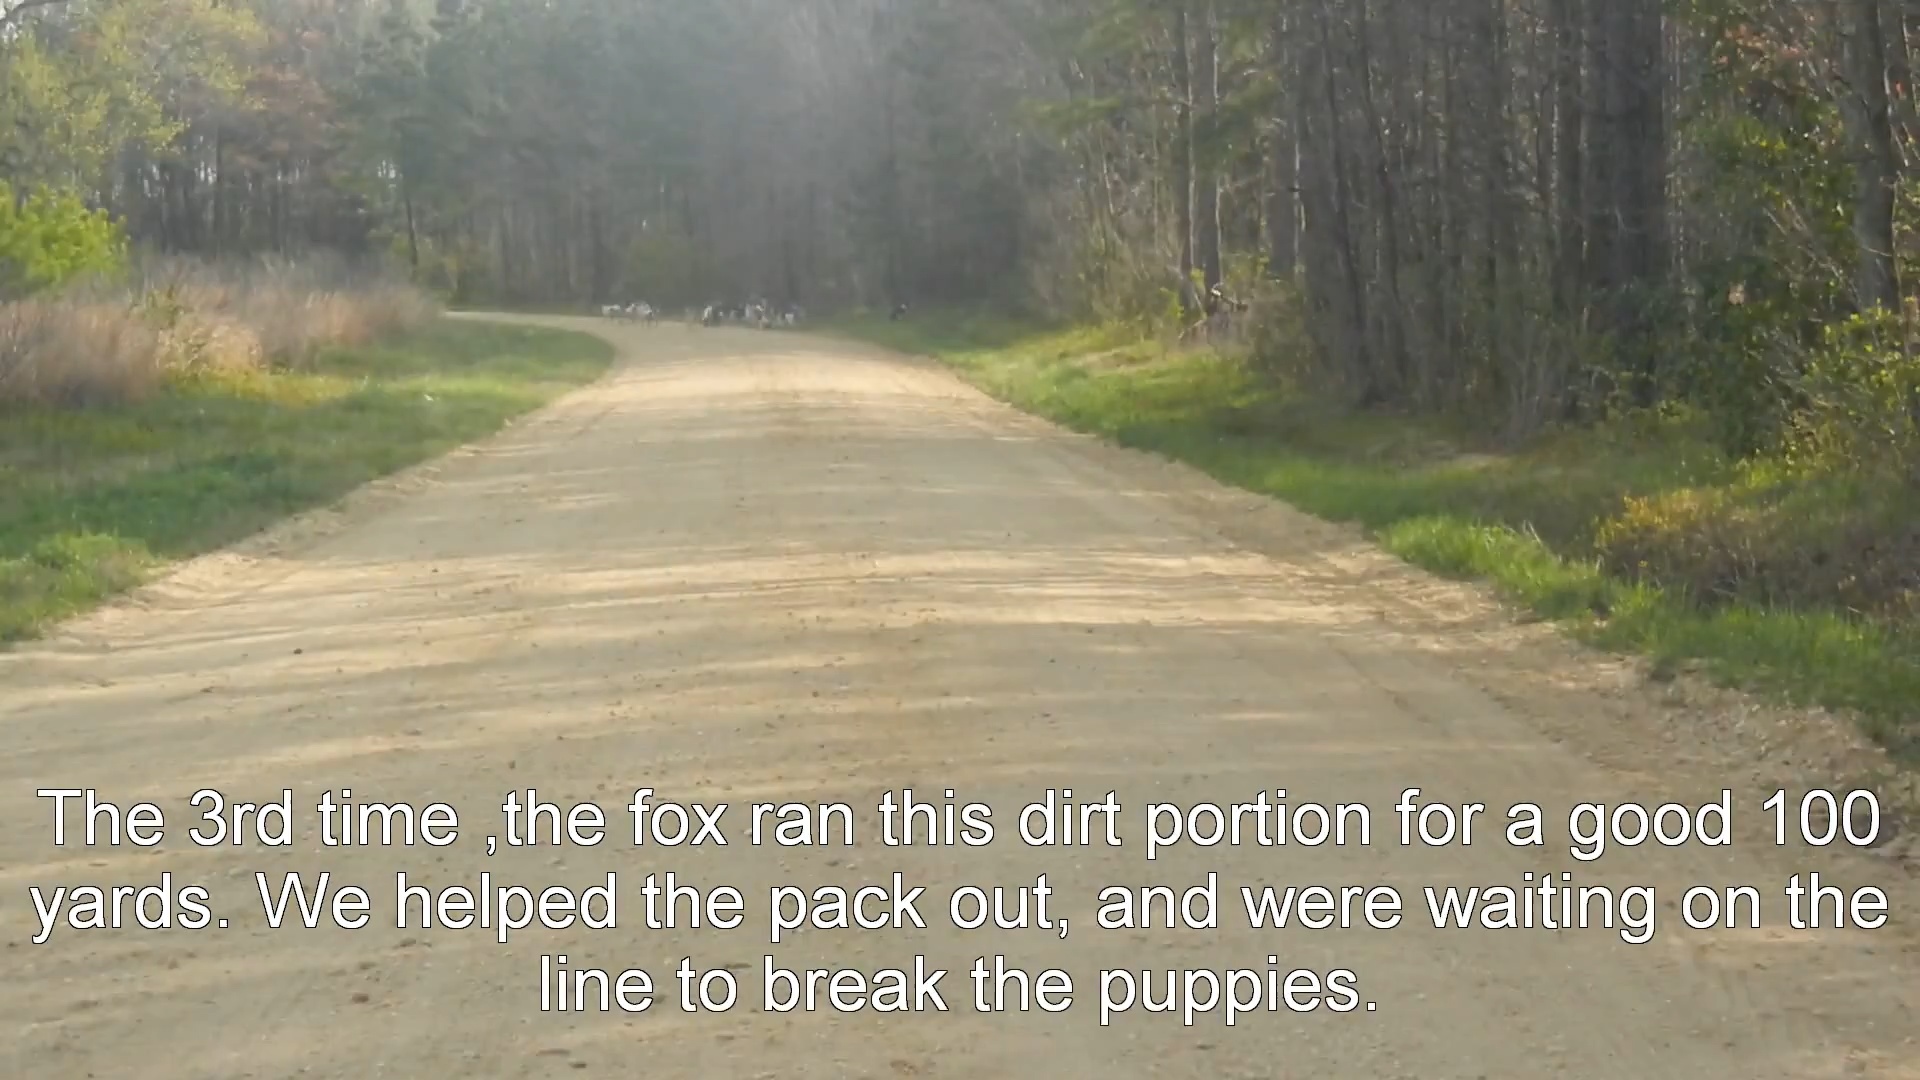 The 3rd time ,the fox ran this dirt portion for a good 100
yards. We helped the pack out, and were waiting on the
line to break the puppies.